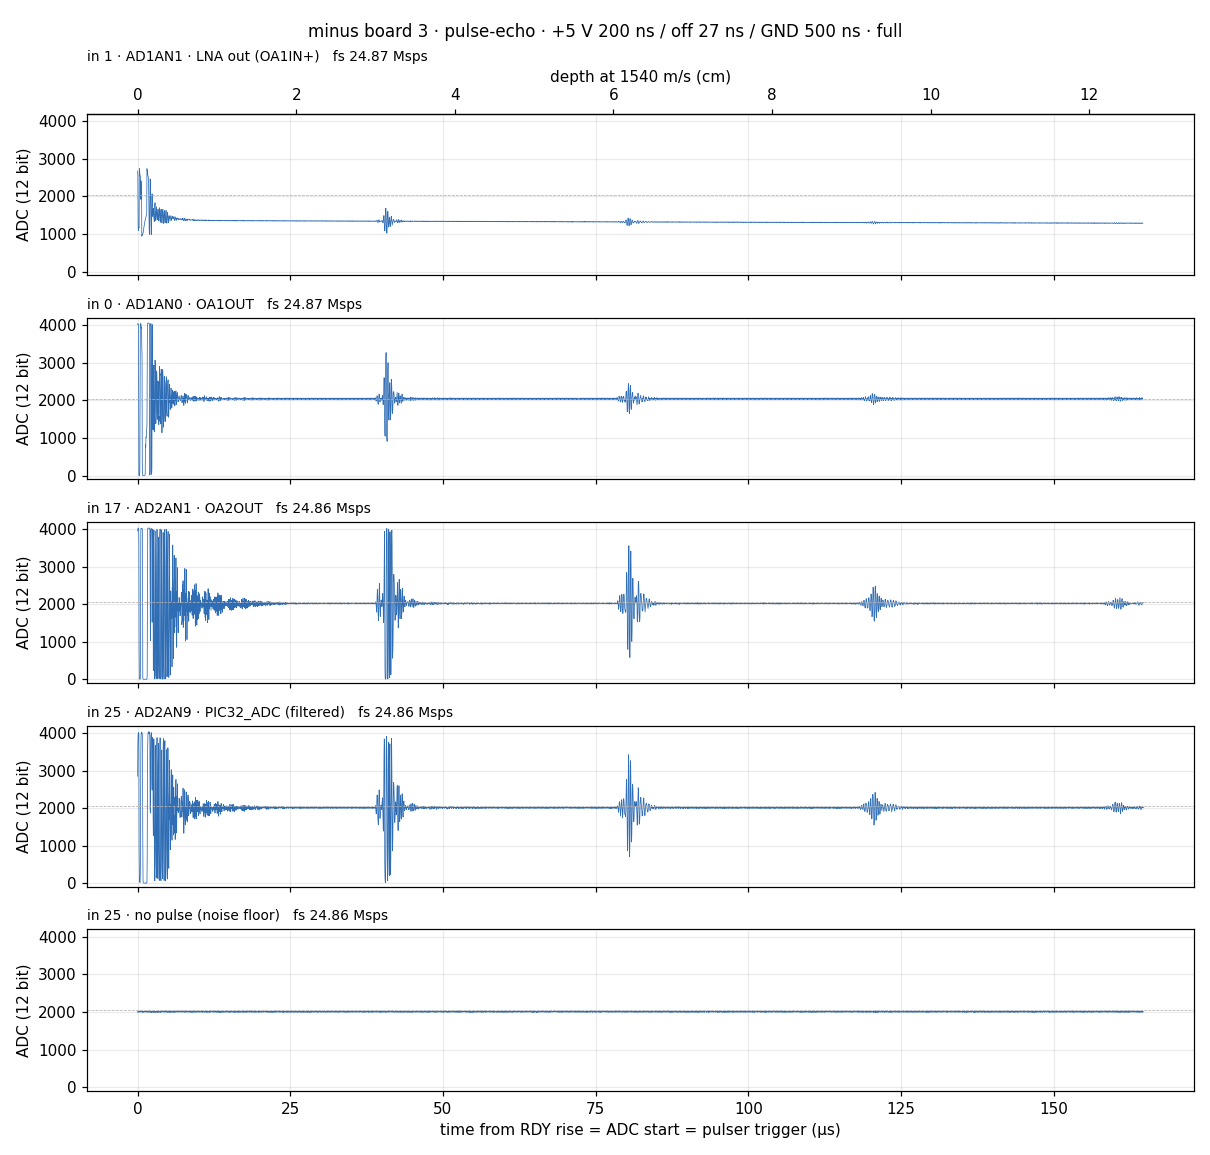 minus board 3 · pulse-echo · +5 V 200 ns / off 27 ns / GND 500 ns · full
in 1 · AD1AN1 · LNA out (OA1IN+)   fs 24.87 Msps
depth at 1540 m/s (cm)
0 2 4 6 8 10 12
4000
3000
2000
1000
0
ADC (12 bit)
in 0 · AD1AN0 · OA1OUT   fs 24.87 Msps
4000
3000
2000
1000
0
ADC (12 bit)
in 17 · AD2AN1 · OA2OUT   fs 24.86 Msps
4000
3000
2000
1000
0
ADC (12 bit)
in 25 · AD2AN9 · PIC32_ADC (filtered)   fs 24.86 Msps
4000
3000
2000
1000
0
ADC (12 bit)
in 25 · no pulse (noise floor)   fs 24.86 Msps
4000
3000
2000
1000
0
ADC (12 bit)
0 25 50 75 100 125 150
time from RDY rise = ADC start = pulser trigger (µs)